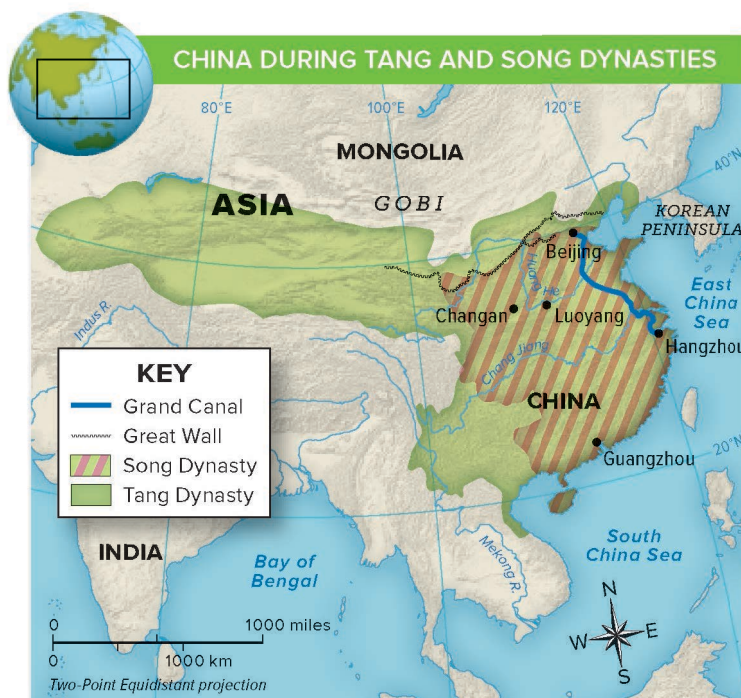 CHINA DURING TANG AND SONG DYNASTIES
80°E
100°E
120°E
40°N
MONGOLIA
ASIA
GOBI
KOREAN
PENINSULA
Beijing
Huang He
East
China
Sea
Indus R.
Changan
Luoyang
Hangzhou
Chang Jiang
KEY
Grand Canal
Great Wall
Song Dynasty
Tang Dynasty
CHINA
Guangzhou
20°N
INDIA
Bay of
Bengal
Mekong R.
South
China Sea
N
W
E
S
0
1000 miles
0
1000 km
Two-Point Equidistant projection